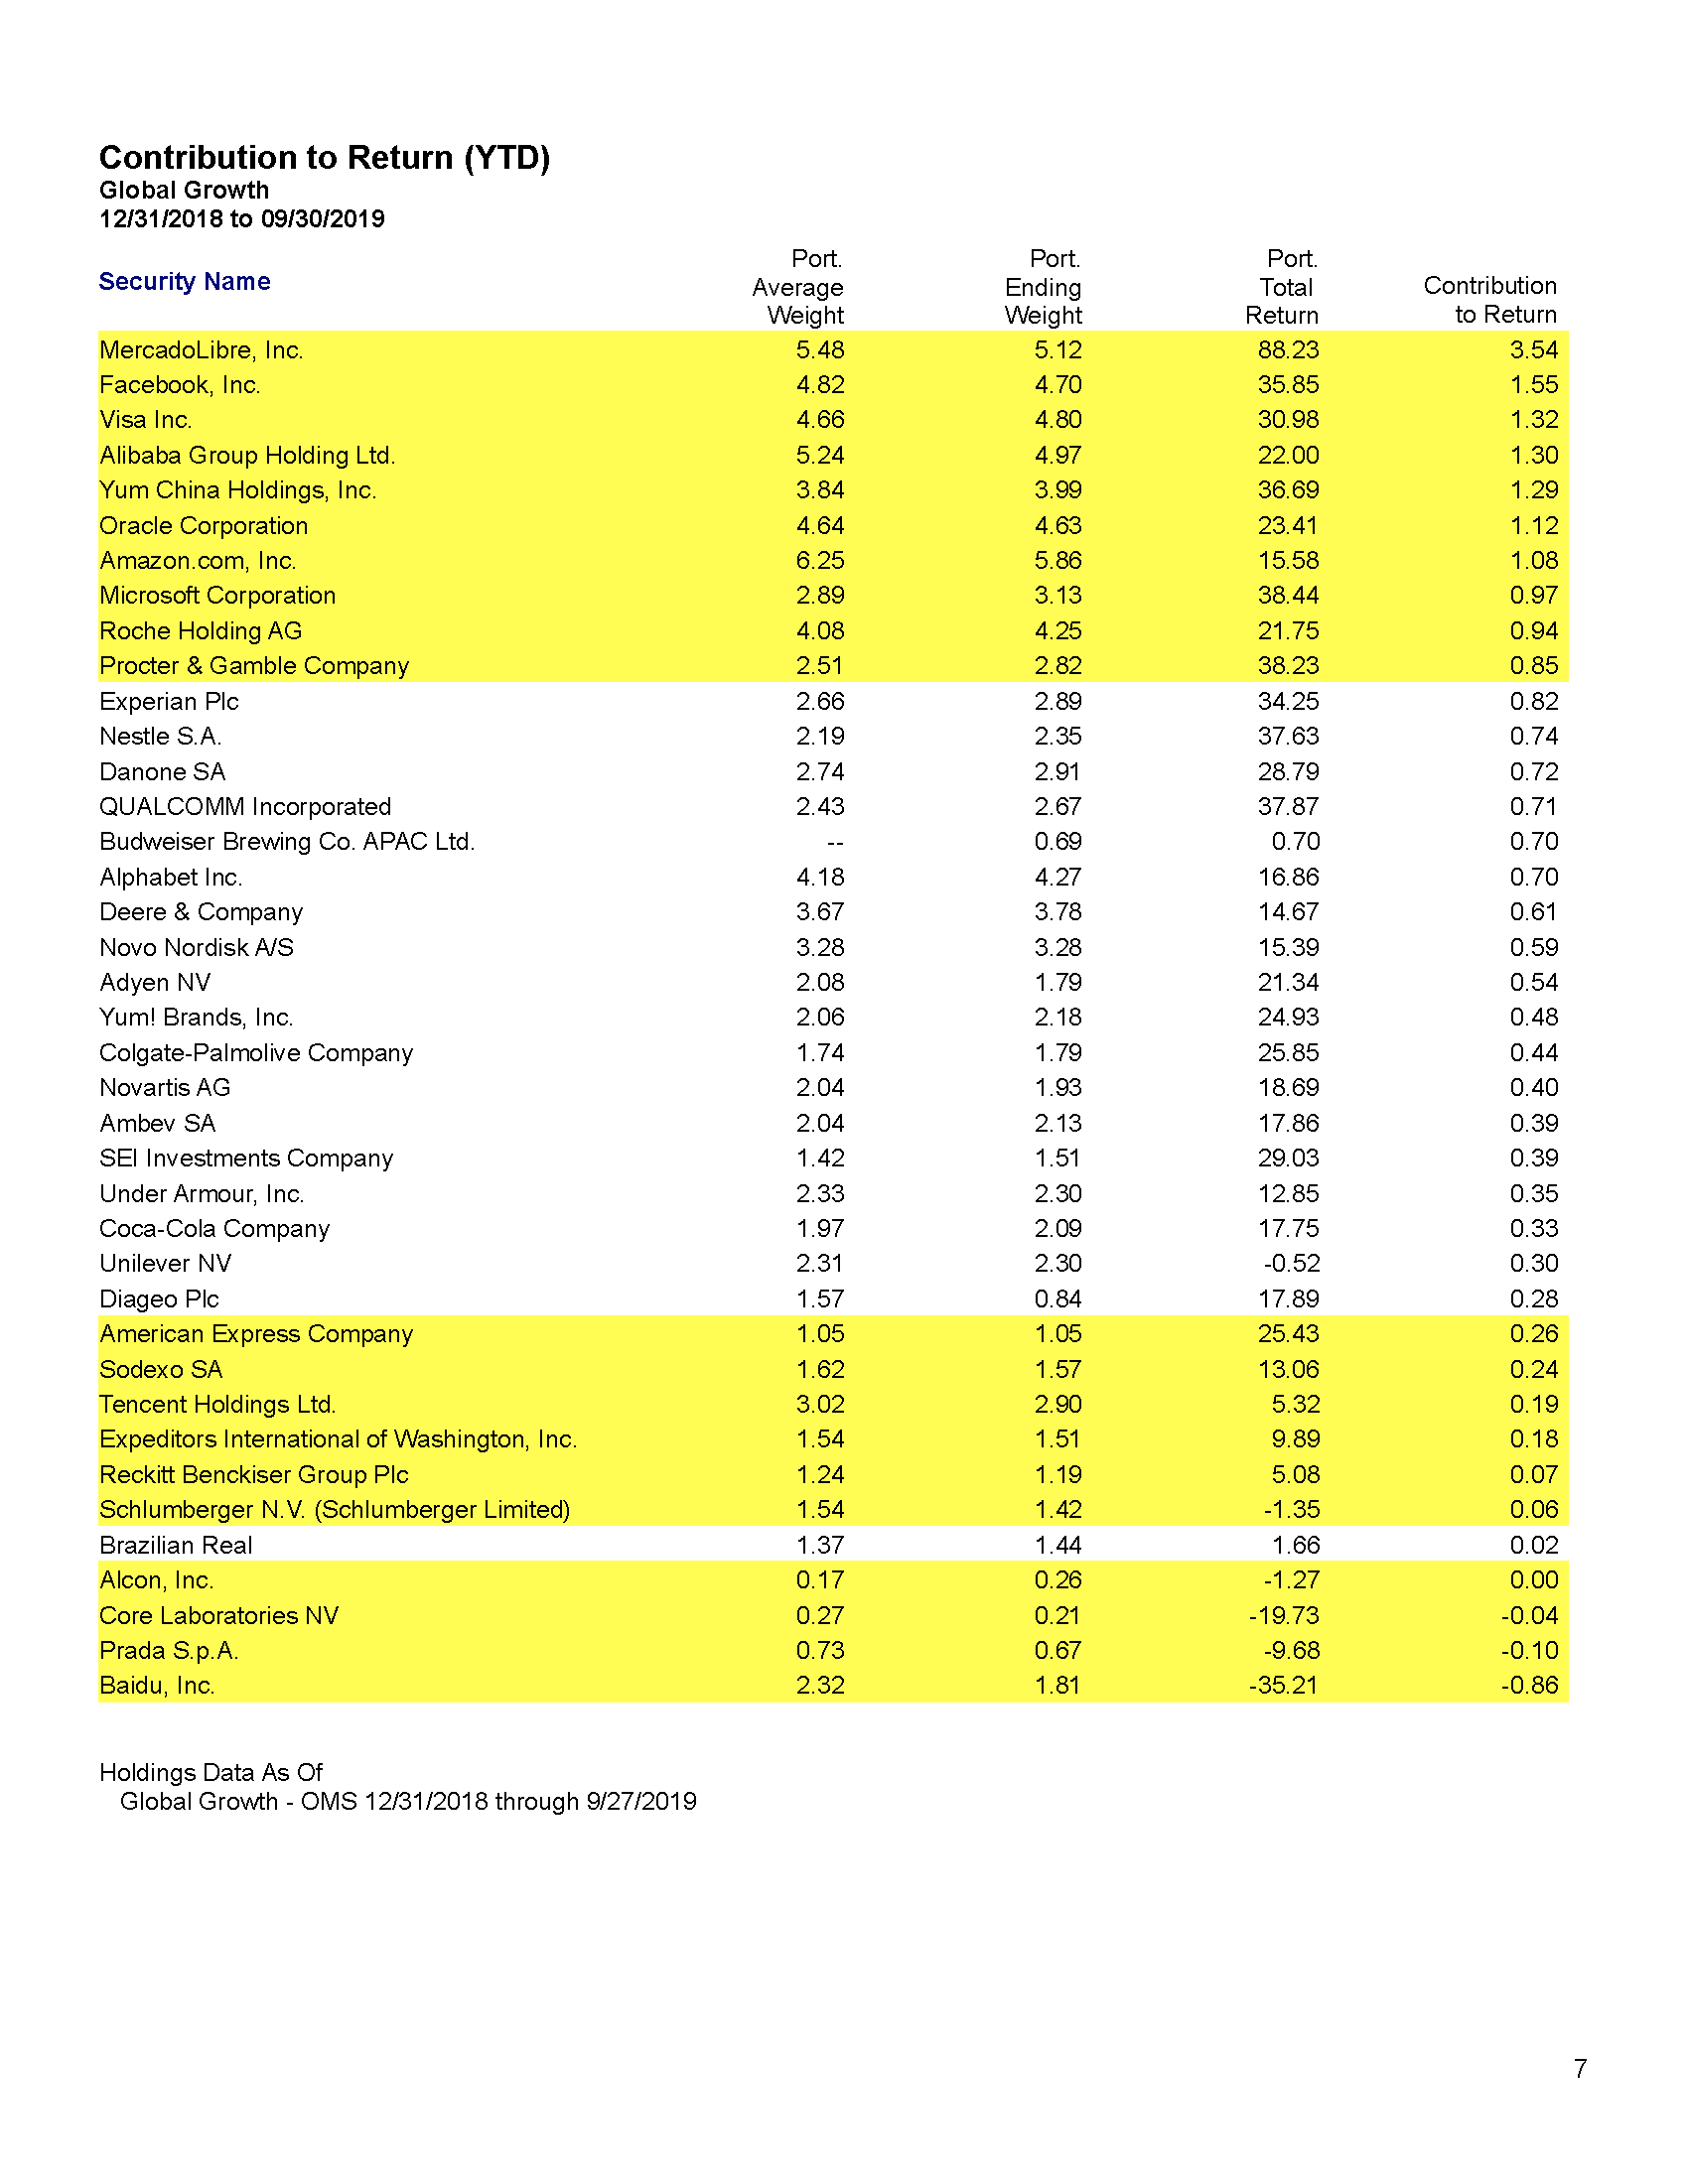 Contribution to Return (YTD)
Global Growth
12/31/2018 to 09/30/2019
Security Name Port. Average Weight Port. Ending Weight Port. Total Return Contribution to Return
MercadoLibre, Inc. 5.48 5.12 88.23 3.54
Facebook, Inc. 4.82 4.70 35.85 1.55
Visa Inc. 4.66 4.80 30.98 1.32
Alibaba Group Holding Ltd. 5.24 4.97 22.00 1.30
Yum China Holdings, Inc. 3.84 3.99 36.69 1.29
Oracle Corporation 4.64 4.63 23.41 1.12
Amazon.com, Inc. 6.25 5.86 15.58 1.08
Microsoft Corporation 2.89 3.13 38.44 0.97
Roche Holding AG 4.08 4.25 21.75 0.94
Procter & Gamble Company 2.51 2.82 38.23 0.85
Experian Plc 2.66 2.89 34.25 0.82
Nestle S.A. 2.19 2.35 37.63 0.74
Danone SA 2.74 2.91 28.79 0.72
QUALCOMM Incorporated 2.43 2.67 37.87 0.71
Budweiser Brewing Co. APAC Ltd. -- 0.69 0.70 0.70
Alphabet Inc. 4.18 4.27 16.86 0.70
Deere & Company 3.67 3.78 14.67 0.61
Novo Nordisk A/S 3.28 3.28 15.39 0.59
Adyen NV 2.08 1.79 21.34 0.54
Yum! Brands, Inc. 2.06 2.18 24.93 0.48
Colgate-Palmolive Company 1.74 1.79 25.85 0.44
Novartis AG 2.04 1.93 18.69 0.40
Ambev SA 2.04 2.13 17.86 0.39
SEI Investments Company 1.42 1.51 29.03 0.39
Under Armour, Inc. 2.33 2.30 12.85 0.35
Coca-Cola Company 1.97 2.09 17.75 0.33
Unilever NV 2.31 2.30 -0.52 0.30
Diageo Plc 1.57 0.84 17.89 0.28
American Express Company 1.05 1.05 25.43 0.26
Sodexo SA 1.62 1.57 13.06 0.24
Tencent Holdings Ltd. 3.02 2.90 5.32 0.19
Expeditors International of Washington, Inc. 1.54 1.51 9.89 0.18
Reckitt Benckiser Group Plc 1.24 1.19 5.08 0.07
Schlumberger N.V. (Schlumberger Limited) 1.54 1.42 -1.35 0.06
Brazilian Real 1.37 1.44 1.66 0.02
Alcon, Inc. 0.17 0.26 -1.27 0.00
Core Laboratories NV 0.27 0.21 -19.73 -0.04
Prada S.p.A. 0.73 0.67 -9.68 -0.10
Baidu, Inc. 2.32 1.81 -35.21 -0.86
Holdings Data As Of
Global Growth - OMS 12/31/2018 through 9/27/2019
7